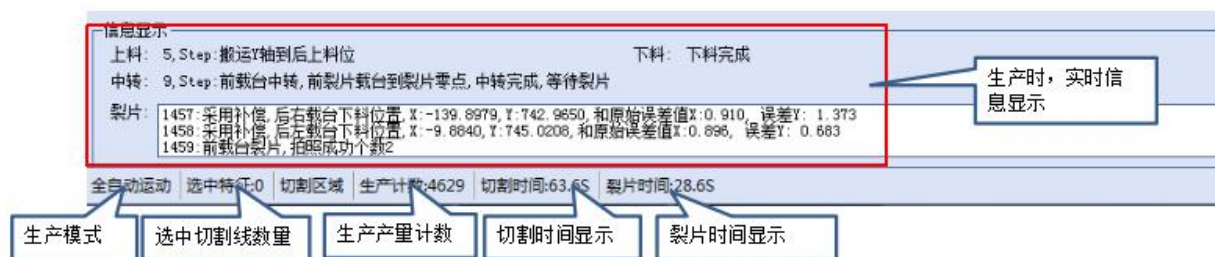 信息显示
上料: 5,Step:搬运Y轴到后上料位 下料: 下料完成
中转: 9,Step:前载台中转,前裂片载台到裂片零点,中转完成,等待裂片
生产时，实时信
息显示
裂片: 1457:采用补偿,后右载台下料位置,X:-139.8979,Y:742.9650,和原始误差值X:0.910, 误差Y: 1.373
1458:采用补偿,后左载台下料位置,X:-9.8840,Y:745.0208,和原始误差值X:0.896, 误差Y: 0.683
1459:前载台裂片,拍照成功个数2
全自动运动 选中特征:0 切割区域 生产计数:4629 切割时间:63.6S 裂片时间:28.6S
生产模式 选中切割线数量 生产产量计数 切割时间显示 裂片时间显示